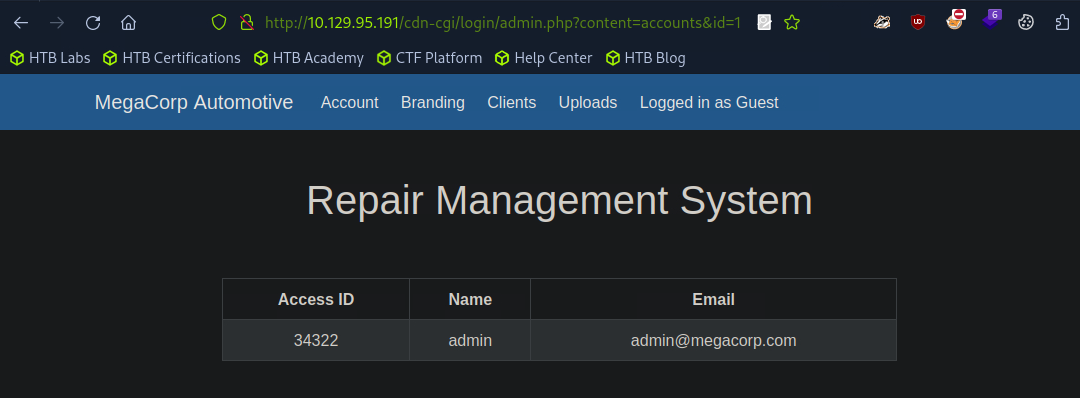 http://10.129.95.191/cdn-cgi/login/admin.php?content=accounts&id=1
6
HTB Labs HTB Certifications HTB Academy CTF Platform Help Center HTB Blog
MegaCorp Automotive Account Branding Clients Uploads Logged in as Guest
Repair Management System
Access ID Name Email
34322 admin admin@megacorp.com